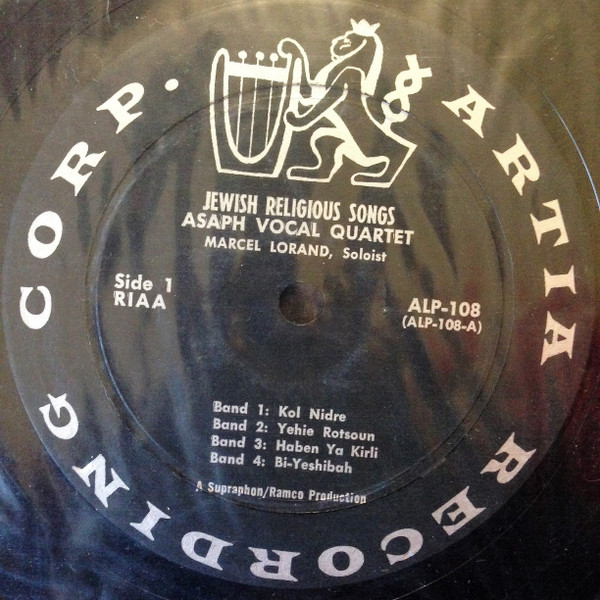 ARTIA RECORDING CORP.
JEWISH RELIGIOUS SONGS
ASAPH VOCAL QUARTET
MARCEL LORAND, Soloist
Side 1
RIAA
ALP-108
(ALP-108-A)
Band 1: Kol Nidre
Band 2: Yehie Rotsoun
Band 3: Haben Ya Kirli
Band 4: Bi-Yeshibah
A Supraphon/Ramco Production